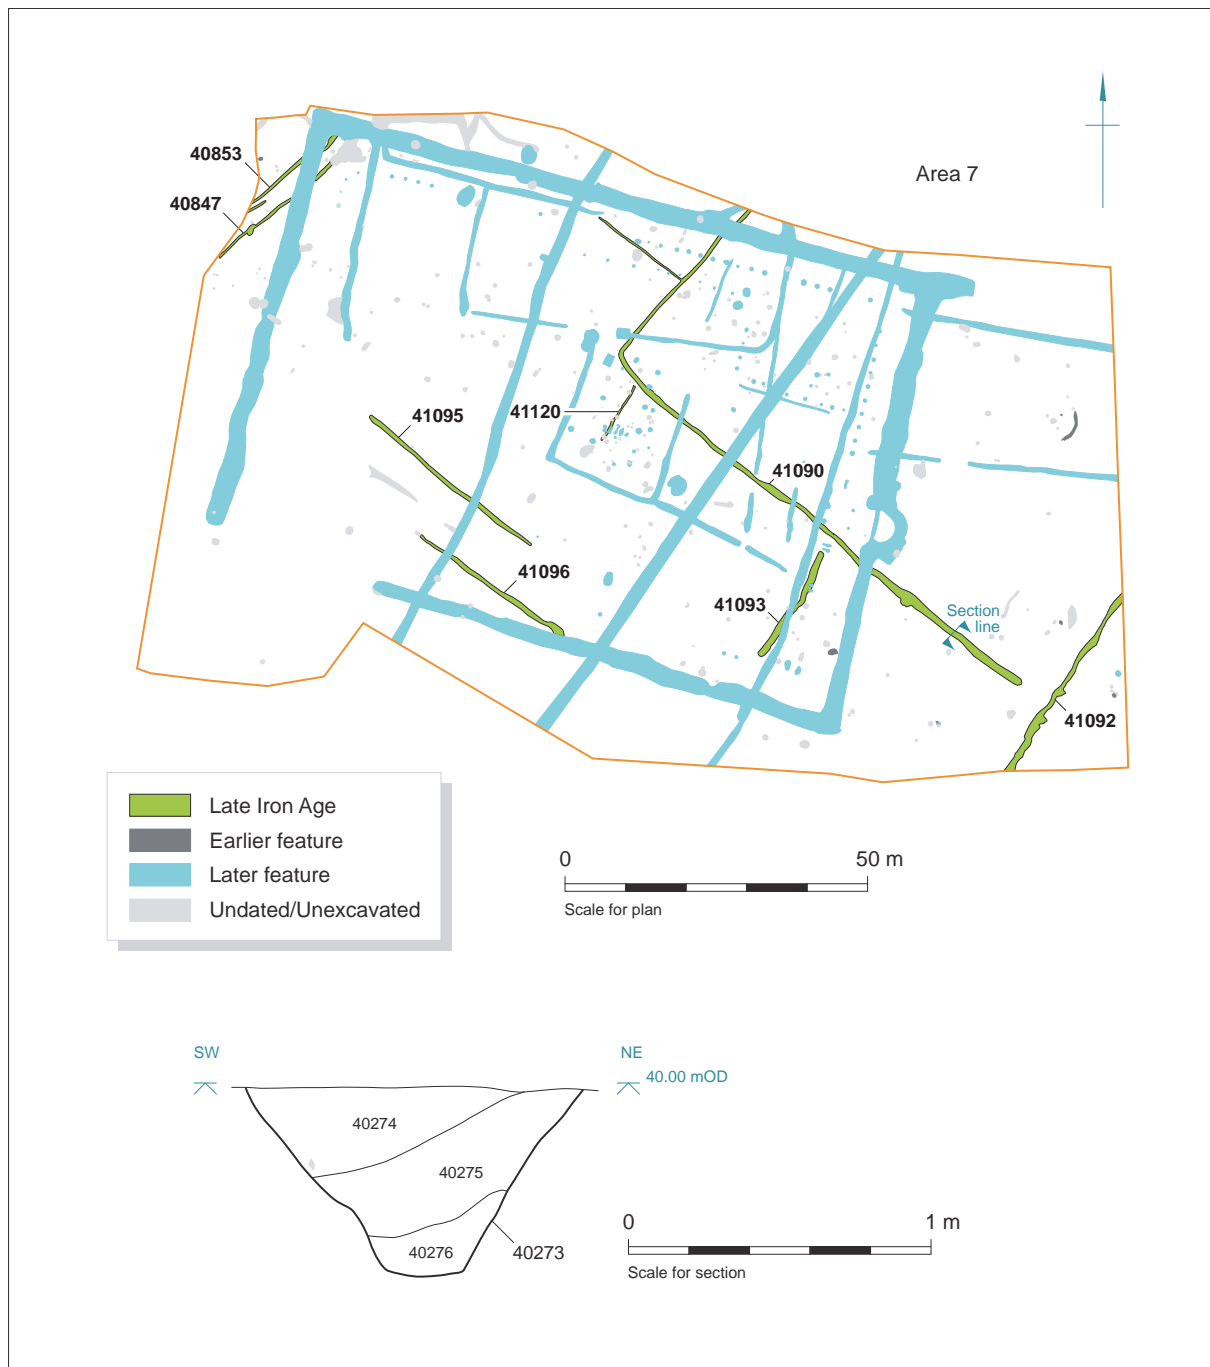 Area 7
40853
40847
41095
41120
41090
41096
41093
Section
line
41092
Late Iron Age
Earlier feature
Later feature
Undated/Unexcavated
0 50 m
Scale for plan
SW NE
40.00 mOD
40274
40275
40276
40273
0 1 m
Scale for section